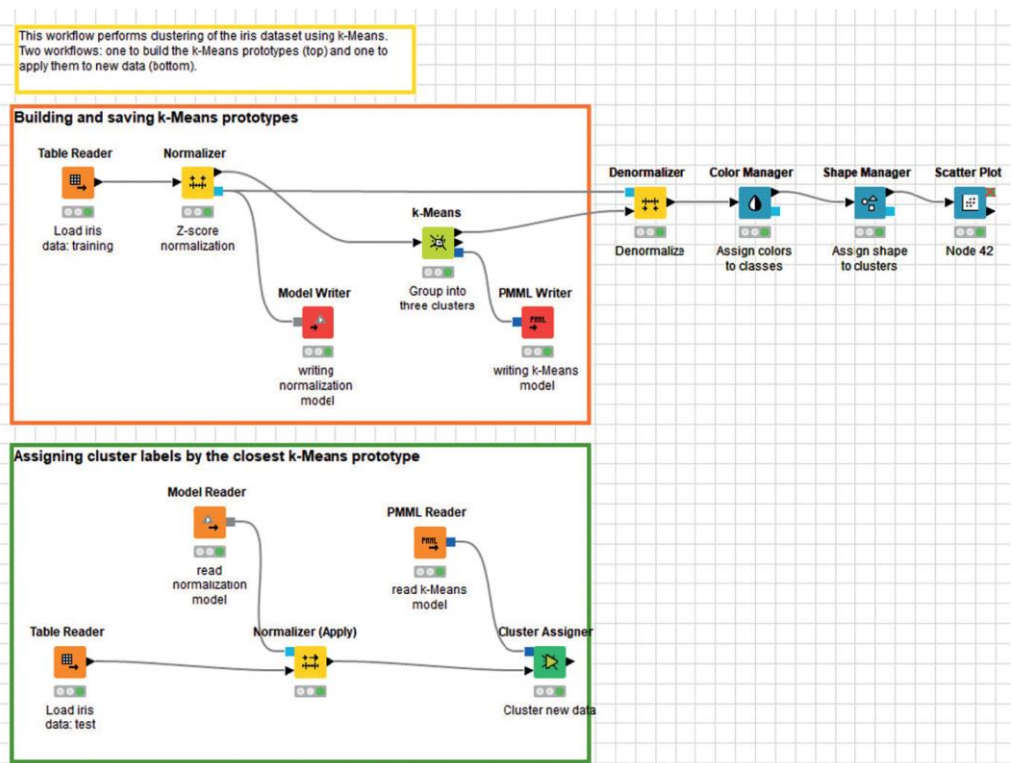 This workflow performs clustering of the iris dataset using k-Means.
Two workflows: one to build the k-Means prototypes (top) and one to
apply them to new data (bottom).
Building and saving k-Means prototypes
Table Reader
Load iris
data: training
Normalizer
Z-score
normalization
k-Means
Group into
three clusters
Model Writer
writing
normalization
model
PMML Writer
PMML
writing k-Means
model
Denormalizer
Denormalize
Color Manager
Assign colors
to classes
Shape Manager
Assign shape
to clusters
Scatter Plot
Node 42
Assigning cluster labels by the closest k-Means prototype
Model Reader
read
normalization
model
PMML Reader
PMML
read k-Means
model
Table Reader
Load iris
data: test
Normalizer (Apply)
Cluster Assigner
Cluster new data